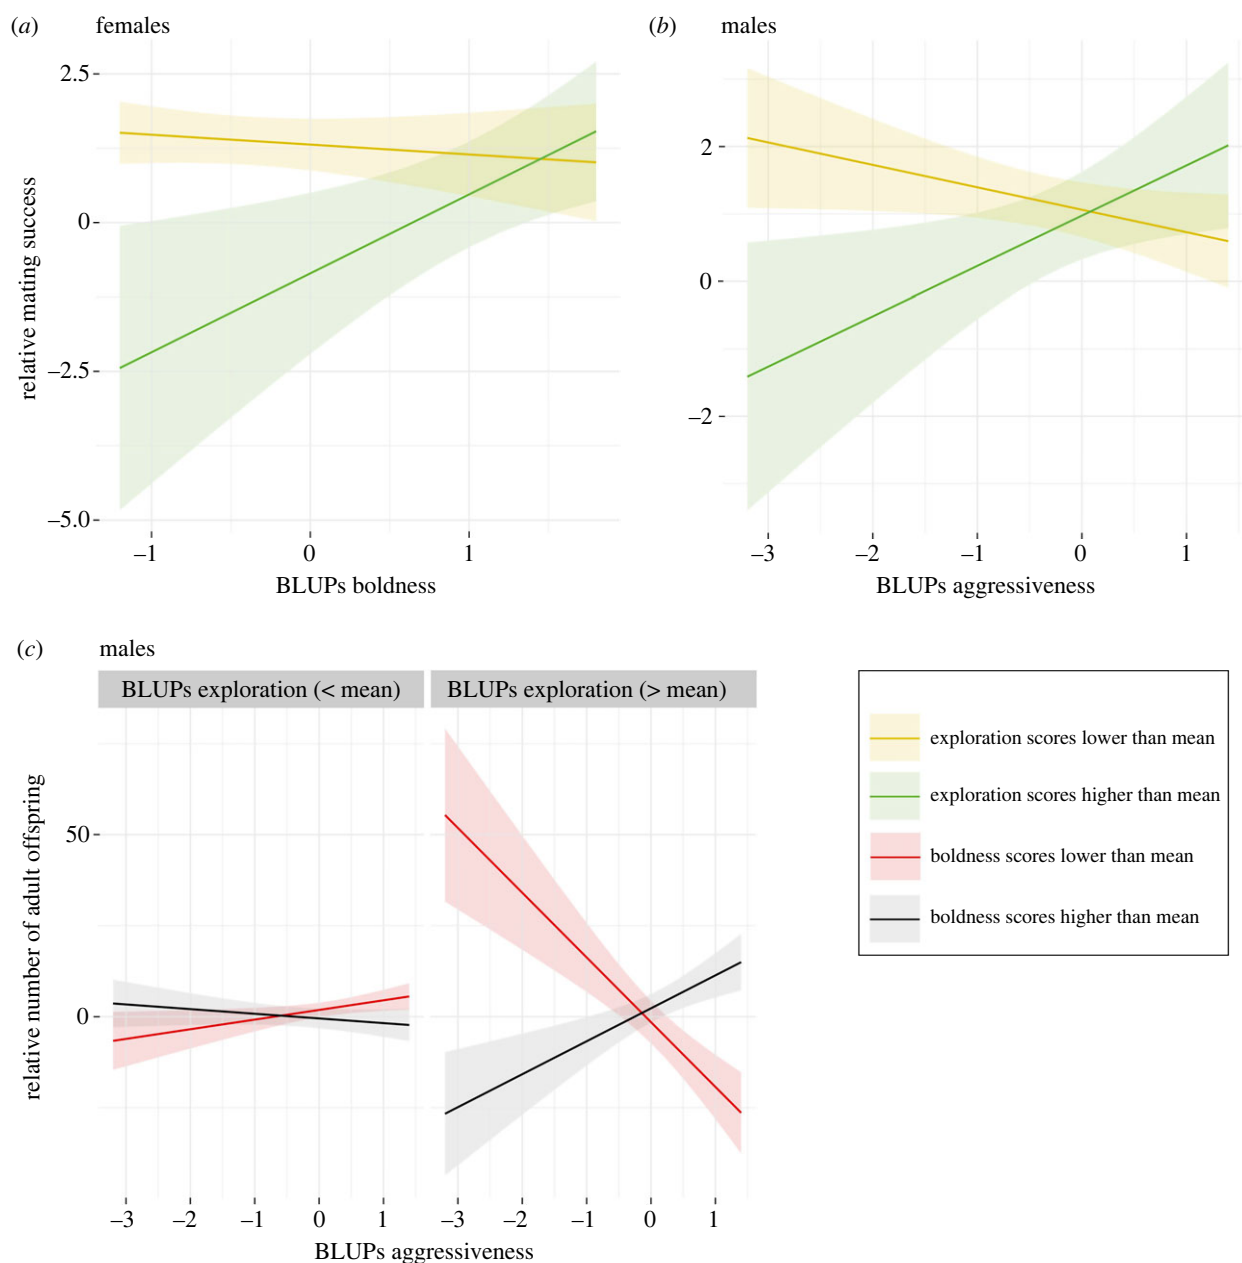 (a) females
2.5
0
–2.5
–5.0
relative mating success
–1 0 1
BLUPs boldness
(b) males
2
0
–2
–3 –2 –1 0 1
BLUPs aggressiveness
(c) males
BLUPs exploration (< mean) BLUPs exploration (> mean)
50
0
relative number of adult offspring
–3 –2 –1 0 1 –3 –2 –1 0 1
BLUPs aggressiveness
exploration scores lower than mean
exploration scores higher than mean
boldness scores lower than mean
boldness scores higher than mean